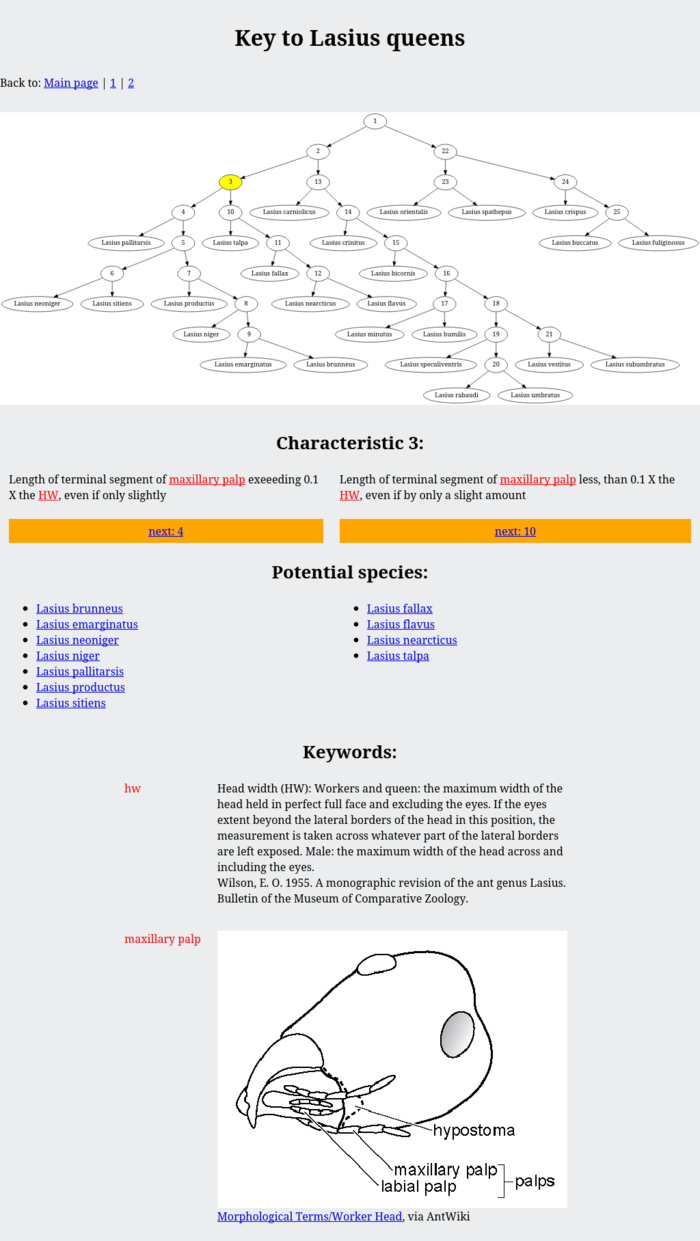 Key to Lasius queens
Back to: Main page | 1 | 2
1
2
22
3
13
23
24
4
10
Lasius carniolicus
14
Lasius orientalis
Lasius spathepus
Lasius crispus
25
Lasius pallitarsis
5
Lasius talpa
11
Lasius crinitus
15
Lasius buccatus
Lasius fuliginosus
6
7
Lasius fallax
12
Lasius bicornis
16
Lasius neoniger
Lasius sitiens
Lasius productus
8
Lasius nearcticus
Lasius flavus
17
18
Lasius niger
9
Lasius minutus
Lasius humilis
19
21
Lasius emarginatus
Lasius brunneus
Lasius speculiventris
20
Lasius vestitus
Lasius subumbratus
Lasius rabaudi
Lasius umbratus
Characteristic 3:
Length of terminal segment of maxillary palp exeeeding 0.1
X the HW, even if only slightly
next: 4
Length of terminal segment of maxillary palp less, than 0.1 X the
HW, even if by only a slight amount
next: 10
Potential species:
Lasius brunneus
Lasius emarginatus
Lasius neoniger
Lasius niger
Lasius pallitarsis
Lasius productus
Lasius sitiens
Lasius fallax
Lasius flavus
Lasius nearcticus
Lasius talpa
Keywords:
hw
Head width (HW): Workers and queen: the maximum width of the
head held in perfect full face and excluding the eyes. If the eyes
extent beyond the lateral borders of the head in this position, the
measurement is taken across whatever part of the lateral borders
are left exposed. Male: the maximum width of the head across and
including the eyes.
Wilson, E. O. 1955. A monographic revision of the ant genus Lasius.
Bulletin of the Museum of Comparative Zoology.
maxillary palp
hypostoma
maxillary palp
labial palp
palps
Morphological Terms/Worker Head, via AntWiki